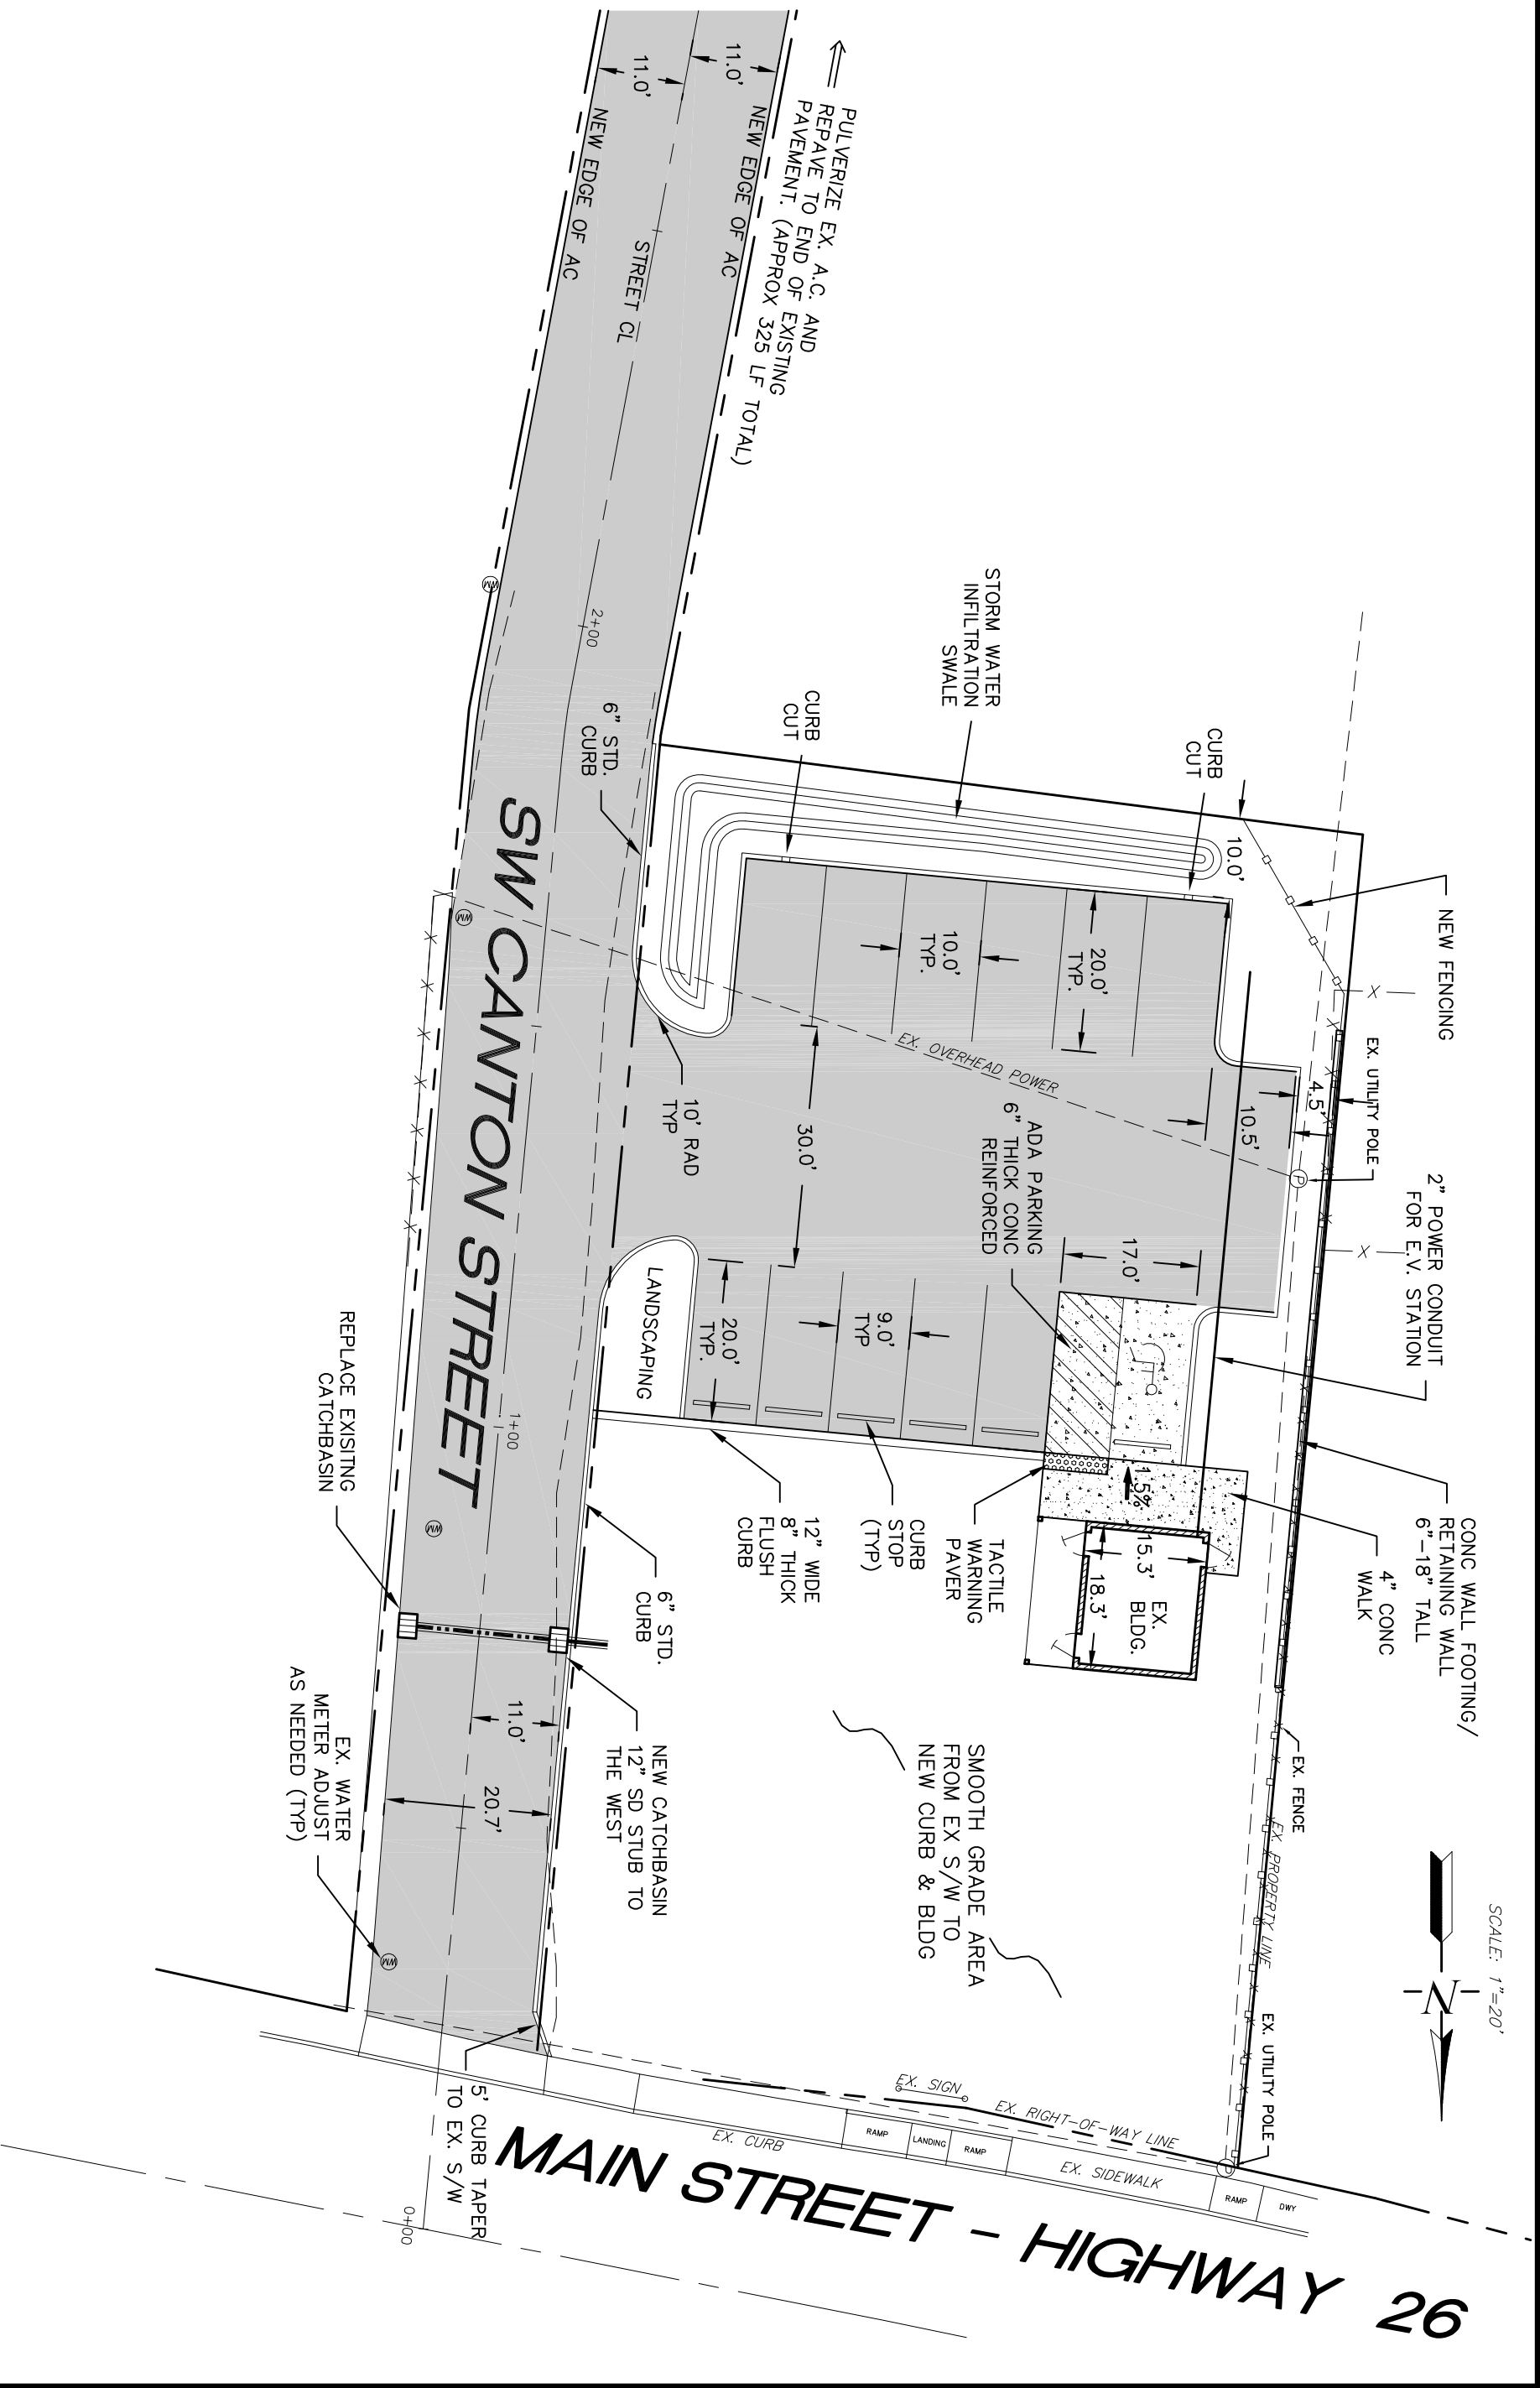 SCALE: 1"=20'
N
CONC WALL FOOTING/
RETAINING WALL
6"-18" TALL
4" CONC
WALK
2" POWER CONDUIT
FOR E.V. STATION
NEW FENCING
EX. UTILITY POLE
EX. FENCE
EX. PROPERTY LINE
EX. UTILITY POLE
X
X
P
P
4.5'
10.5'
10.0'
17.0'
CURB
CUT
CURB
CUT
STORM WATER
INFILTRATION
SWALE
20.0'
TYP.
10.0'
TYP.
EX. OVERHEAD POWER
ADA PARKING
6" THICK CONC
REINFORCED
1.5%
15.3'
18.3'
EX.
BLDG.
TACTILE
WARNING
PAVER
CURB
STOP
(TYP)
12" WIDE
8" THICK
FLUSH
CURB
30.0'
9.0'
TYP
20.0'
TYP.
LANDSCAPING
10' RAD
TYP
6" STD.
CURB
6" STD.
CURB
SMOOTH GRADE AREA
FROM EX S/W TO
NEW CURB & BLDG
NEW CATCHBASIN
12" SD STUB TO
THE WEST
PULVERIZE EX. A.C. AND
REPAVE TO END OF EXISTING
PAVEMENT. (APPROX 325 LF TOTAL)
11.0'
11.0'
NEW EDGE OF AC
NEW EDGE OF AC
STREET CL
2+00
1+00
0+00
SW CANTON STREET
WM
WM
WM
WM
11.0'
20.7'
REPLACE EXISITNG
CATCHBASIN
EX. WATER
METER ADJUST
AS NEEDED (TYP)
5' CURB TAPER
TO EX. S/W
EX. SIGN
EX. RIGHT-OF-WAY LINE
EX. CURB
RAMP
LANDING
RAMP
EX. SIDEWALK
RAMP
DWY
MAIN STREET - HIGHWAY 26